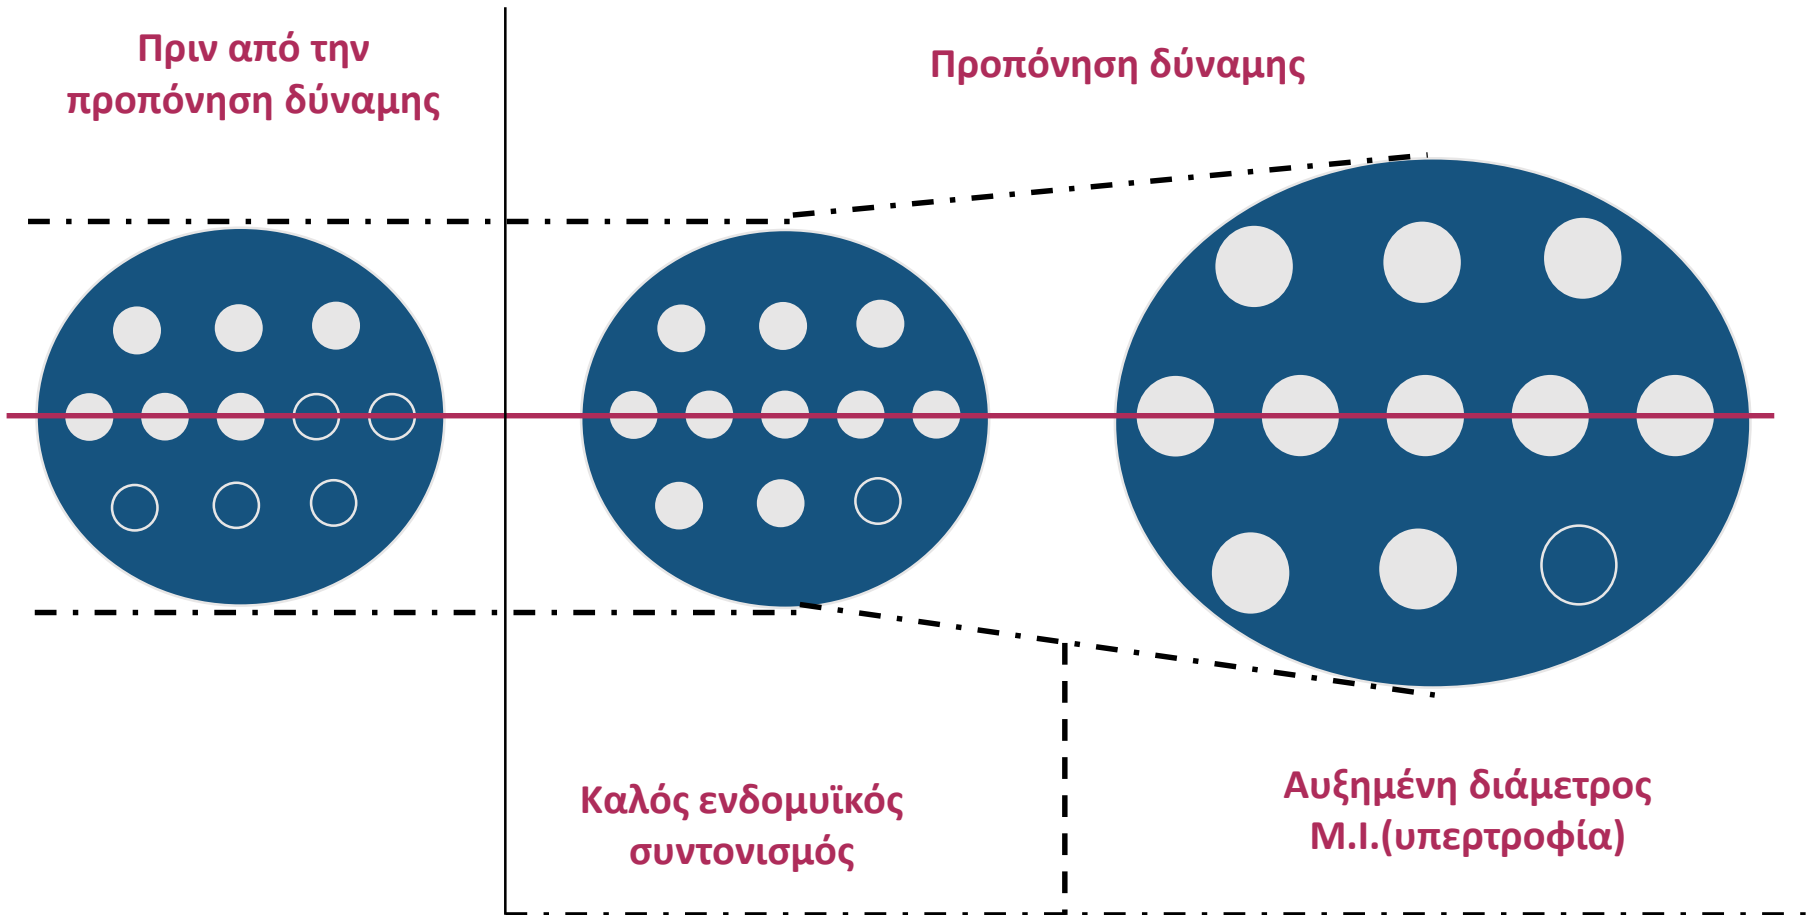 Πριν από την
προπόνηση δύναμης
Προπόνηση δύναμης
Καλός ενδομυϊκός
συντονισμός
Αυξημένη διάμετρος
Μ.Ι.(υπερτροφία)